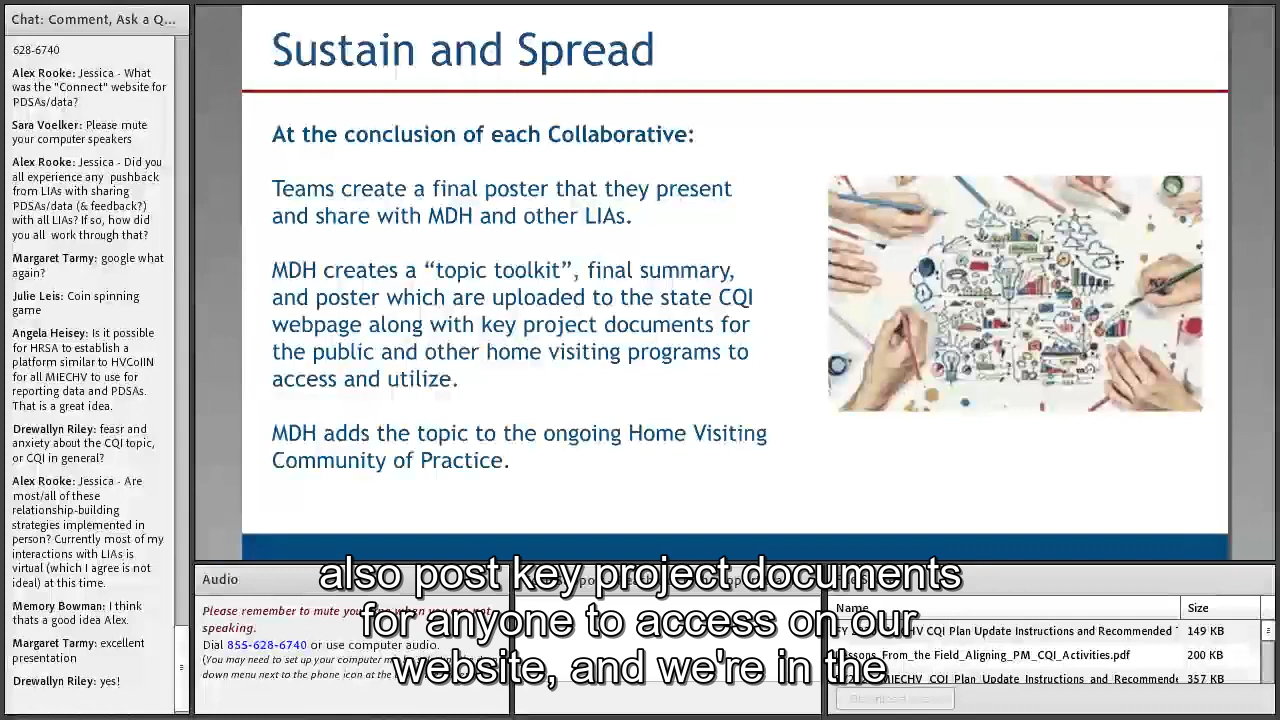 Chat: Comment, Ask a Q...
628-6740
Alex Rooke: Jessica - What
was the "Connect" website for
PDSAs/data?
Sara Voelker: Please mute
your computer speakers
Alex Rooke: Jessica - Did you
all experience any pushback
from LIAs with sharing
PDSAs/data (& feedback?)
with all LIAs? If so, how did
you all work through that?
Margaret Tarmy: google what
again?
Julie Leis: Coin spinning
game
Angela Heisey: Is it possible
for HRSA to establish a
platform similar to HVCoIIN
for all MIECHV to use for
reporting data and PDSAs.
That is a great idea.
Drewallyn Riley: fesar and
anxiety about the CQI topic,
or CQI in general?
Alex Rooke: Jessica - Are
most/all of these
relationship-building
strategies implemented in
person? Currently most of my
interactions with LIAs is
virtual (which I agree is not
ideal) at this time.
Memory Bowman: I think
thats a good idea Alex.
Margaret Tarmy: excellent
presentation
Drewallyn Riley: yes!
Sustain and Spread
At the conclusion of each Collaborative:
Teams create a final poster that they present
and share with MDH and other LIAs.
MDH creates a “topic toolkit”, final summary,
and poster which are uploaded to the state CQI
webpage along with key project documents for
the public and other home visiting programs to
access and utilize.
MDH adds the topic to the ongoing Home Visiting
Community of Practice.
also post key project documents
for anyone to access on our
website, and we're in the
Audio
Please remember to mute when you are not
speaking.
Dial 855-628-6740 or use computer audio.
(You may need to set up your computer
down menu next to the phone icon at the
Name Size
CQI Plan Update Instructions and Recommended 149 KB
Lessons_From_the_Field_Aligning_PM_CQI_Activities.pdf 200 KB
MIECHV_CQI_Plan_Update_Instructions_and_Recommende 357 KB